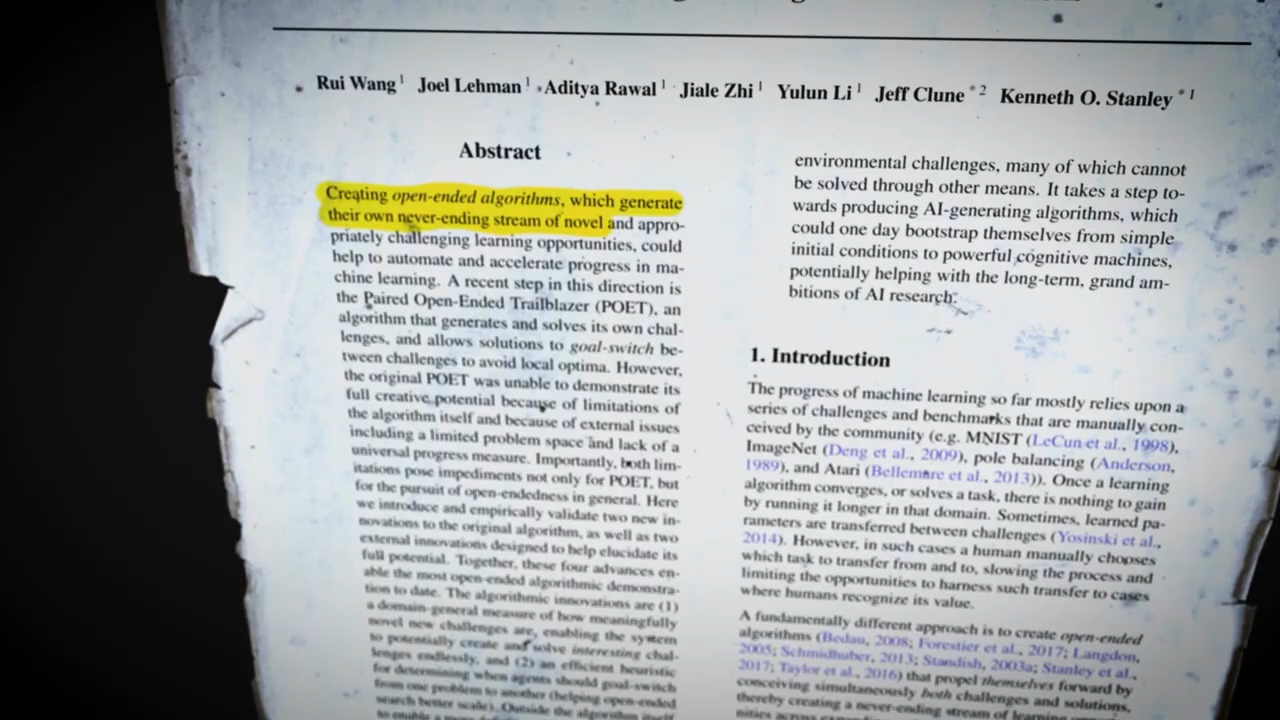 Rui Wang 1 Joel Lehman 1 Aditya Rawal 1 Jiale Zhi 1 Yulun Li 1 Jeff Clune * 2 Kenneth O. Stanley * 1
Abstract
Creating open-ended algorithms, which generate
their own never-ending stream of novel and appro-
priately challenging learning opportunities, could
help to automate and accelerate progress in ma-
chine learning. A recent step in this direction is
the Paired Open-Ended Trailblazer (POET), an
algorithm that generates and solves its own chal-
lenges, and allows solutions to goal-switch be-
tween challenges to avoid local optima. However,
the original POET was unable to demonstrate its
full creative potential because of limitations of
the algorithm itself and because of external issues
including a limited problem space and lack of a
universal progress measure. Importantly, both lim-
itations pose impediments not only for POET, but
for the pursuit of open-endedness in general. Here
we introduce and empirically validate two new in-
novations to the original algorithm, as well as two
external innovations designed to help elucidate its
full potential. Together, these four advances en-
able the most open-ended algorithmic demonstra-
tion to date. The algorithmic innovations are (1)
a domain-general measure of how meaningfully
novel new challenges are, enabling the system
to potentially create and solve interesting chal-
lenges endlessly, and (2) an efficient heuristic
for determining when agents should goal-switch
from one problem to another (helping open-ended
search better scale). Outside the algorithm itself
environmental challenges, many of which cannot
be solved through other means. It takes a step to-
wards producing AI-generating algorithms, which
could one day bootstrap themselves from simple
initial conditions to powerful cognitive machines,
potentially helping with the long-term, grand am-
bitions of AI research.
1. Introduction
The progress of machine learning so far mostly relies upon a
series of challenges and benchmarks that are manually con-
ceived by the community (e.g. MNIST (LeCun et al., 1998),
ImageNet (Deng et al., 2009), pole balancing (Anderson,
1989), and Atari (Bellemare et al., 2013)). Once a learning
algorithm converges, or solves a task, there is nothing to gain
by running it longer in that domain. Sometimes, learned pa-
rameters are transferred between challenges (Yosinski et al.,
2014). However, in such cases a human manually chooses
which task to transfer from and to, slowing the process and
limiting the opportunities to harness such transfer to cases
where humans recognize its value.
A fundamentally different approach is to create open-ended
algorithms (Bedau, 2008; Forestier et al., 2017; Langdon,
2005; Schmidhuber, 2013; Standish, 2003a; Stanley et al.,
2017; Taylor et al., 2016) that propel themselves forward by
conceiving simultaneously both challenges and solutions,
thereby creating a never-ending stream of learning